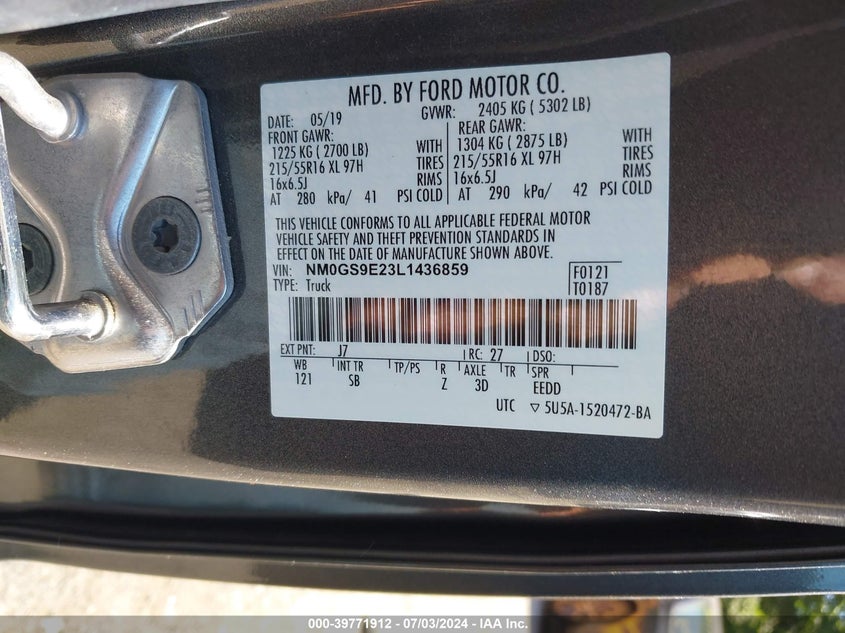 MFD. BY FORD MOTOR CO.
DATE: 05/19 GVWR: 2405 KG ( 5302 LB)
FRONT GAWR: REAR GAWR:
1225 KG ( 2700 LB) WITH 1304 KG ( 2875 LB) WITH
215/55R16 XL 97H TIRES 215/55R16 XL 97H TIRES
16x6.5J RIMS 16x6.5J RIMS
AT 280 kPa/ 41 PSI COLD AT 290 kPa/ 42 PSI COLD
THIS VEHICLE CONFORMS TO ALL APPLICABLE FEDERAL MOTOR
VEHICLE SAFETY AND THEFT PREVENTION STANDARDS IN
EFFECT ON THE DATE OF MANUFACTURE SHOWN ABOVE.
VIN: NM0GS9E23L1436859 F0121
TYPE: Truck T0187
EXT PNT: J7 RC: 27 DSO:
WB INT TR TP/PS R AXLE TR SPR
121 SB Z 3D EEDD
UTC ▽ 5U5A-1520472-BA
000-39771912 / 07/03/2024 - IAA Inc.